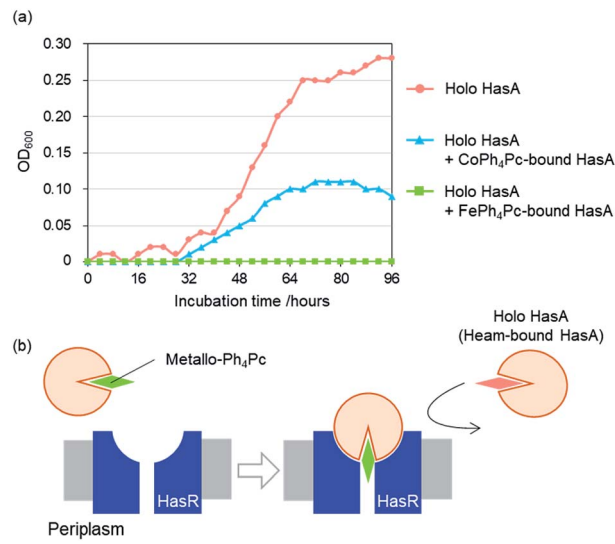 (a)
0.30
0.25
0.20
0.15
0.10
0.05
0
OD600
0 16 32 48 64 80 96
Incubation time /hours
Holo HasA
Holo HasA
+ CoPh4Pc-bound HasA
Holo HasA
+ FePh4Pc-bound HasA
(b)
Metallo-Ph4Pc
Holo HasA
(Heam-bound HasA)
HasR
HasR
Periplasm